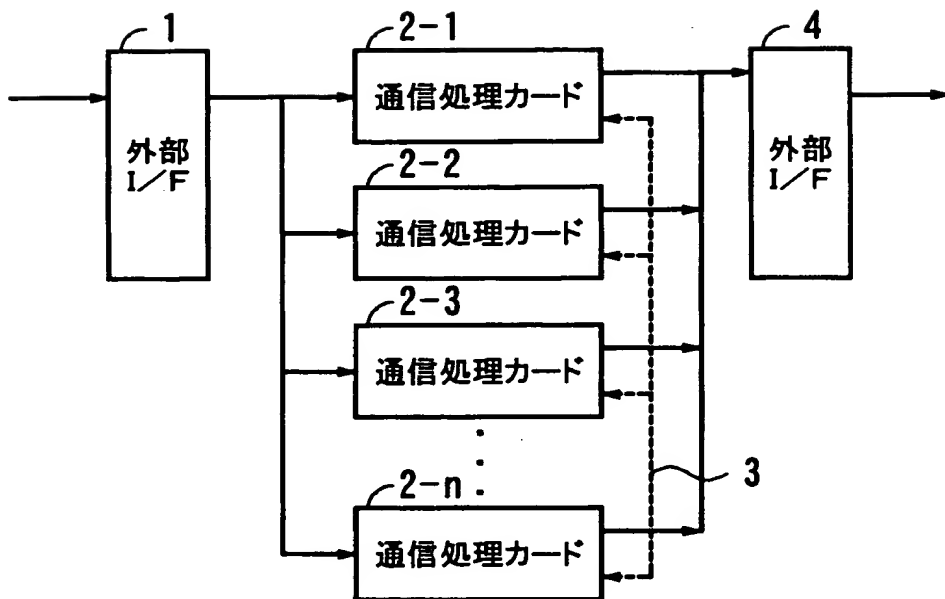 1
外部
I/F
2-1
通信処理カード
2-2
通信処理カード
2-3
通信処理カード
2-n
通信処理カード
3
4
外部
I/F